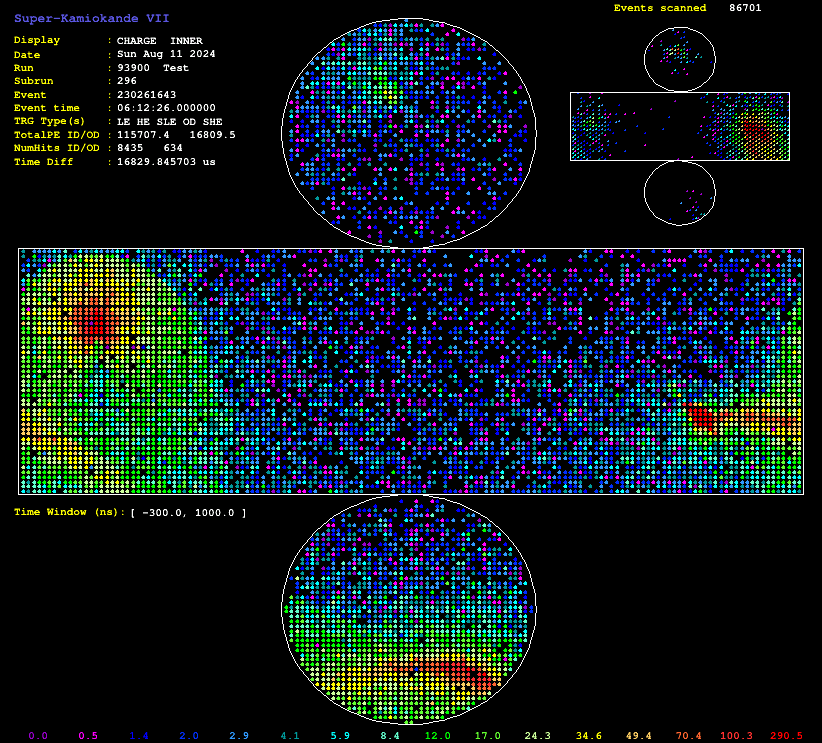 Super-Kamiokande VII
Events scanned 86701
Display : CHARGE INNER
Date : Sun Aug 11 2024
Run : 93900 Test
Subrun : 296
Event : 230261643
Event time : 06:12:26.000000
TRG Type(s) : LE HE SLE OD SHE
TotalPE ID/OD : 115707.4 16809.5
NumHits ID/OD : 8435 634
Time Diff : 16829.845703 us
Time Window (ns): [ -300.0, 1000.0 ]
0.0 0.5 1.4 2.0 2.9 4.1 5.9 8.4 12.0 17.0 24.3 34.6 49.4 70.4 100.3 290.5